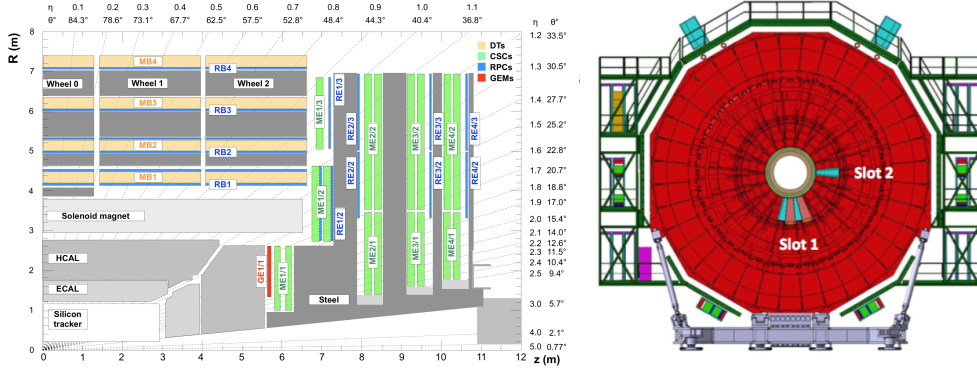 η 0.1 0.2 0.3 0.4 0.5 0.6 0.7 0.8 0.9 1.0 1.1 η θ°
θ° 84.3° 78.6° 73.1° 67.7° 62.5° 57.5° 52.8° 48.4° 44.3° 40.4° 36.8° 1.2 33.5°
R (m)
8
7
6
5
4
3
2
1
0
DTs
CSCs
RPCs
GEMs
MB4
RB4
Wheel 0 Wheel 1 Wheel 2
MB3
RB3
MB2
RB2
MB1
RB1
ME1/3
RE1/3
RE2/3
ME2/2
ME3/2
RE3/3
ME4/2
RE4/3
ME1/2
RE1/2
RE2/2
RE3/2
RE4/2
Solenoid magnet
HCAL
ECAL
Silicon
tracker
GE1/1
ME1/1
ME2/1
ME3/1
ME4/1
Steel
1.3 30.5°
1.4 27.7°
1.5 25.2°
1.6 22.8°
1.7 20.7°
1.8 18.8°
1.9 17.0°
2.0 15.4°
2.1 14.0°
2.2 12.6°
2.3 11.5°
2.4 10.4°
2.5 9.4°
3.0 5.7°
4.0 2.1°
5.0 0.77°
0 1 2 3 4 5 6 7 8 9 10 11 12 z (m)
Slot 2
Slot 1